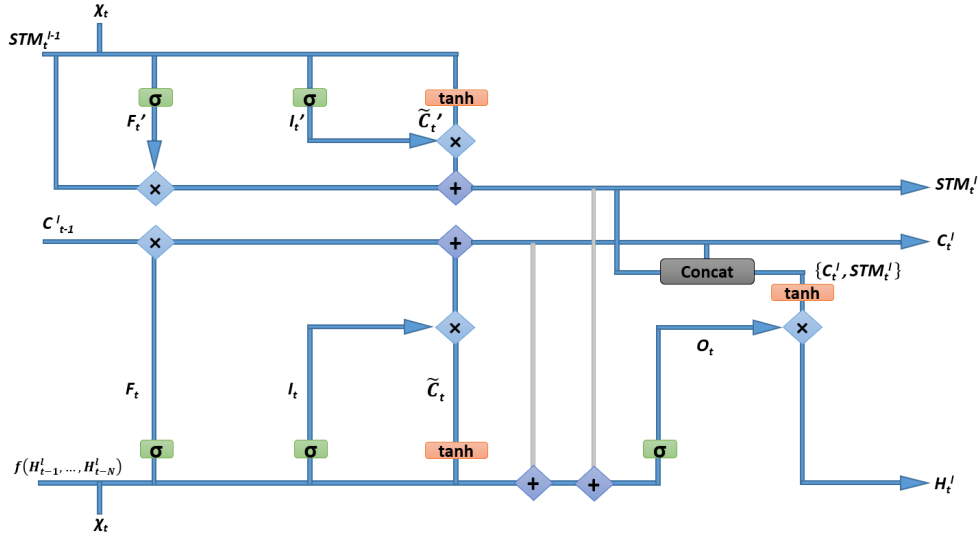 χₜ
STMₜˡ⁻¹
σ
σ
tanh
Fₜ′
Iₜ′
C̃ₜ′
×
×
+
STMₜˡ
Cˡₜ₋₁
×
+
Cₜˡ
Concat
{Cₜˡ, STMₜˡ}
tanh
×
×
Oₜ
Fₜ
Iₜ
C̃ₜ
σ
σ
tanh
σ
f(Hˡₜ₋₁, …, Hˡₜ₋N)
+
+
Hₜˡ
χₜ